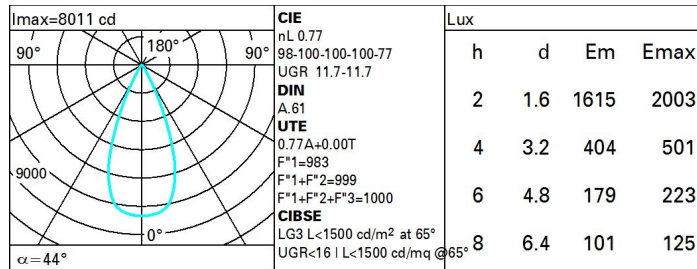 Imax=8011 cd
90° 180° 90°
9000
0°
α=44°
CIE
nL 0.77
98-100-100-100-77
UGR 11.7-11.7
DIN
A.61
UTE
0.77A+0.00T
F"1=983
F"1+F"2=999
F"1+F"2+F"3=1000
CIBSE
LG3 L<1500 cd/m² at 65°
UGR<16 | L<1500 cd/mq @65°
Lux
h d Em Emax
2 1.6 1615 2003
4 3.2 404 501
6 4.8 179 223
8 6.4 101 125